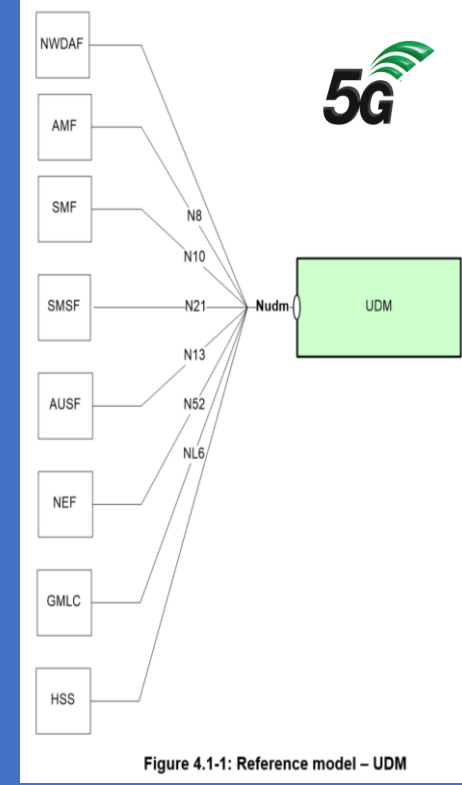 NWDAF
5G
AMF
SMF
N8
N10
SMSF
N21
Nudm
UDM
N13
AUSF
N52
NL6
NEF
GMLC
HSS
Figure 4.1-1: Reference model – UDM